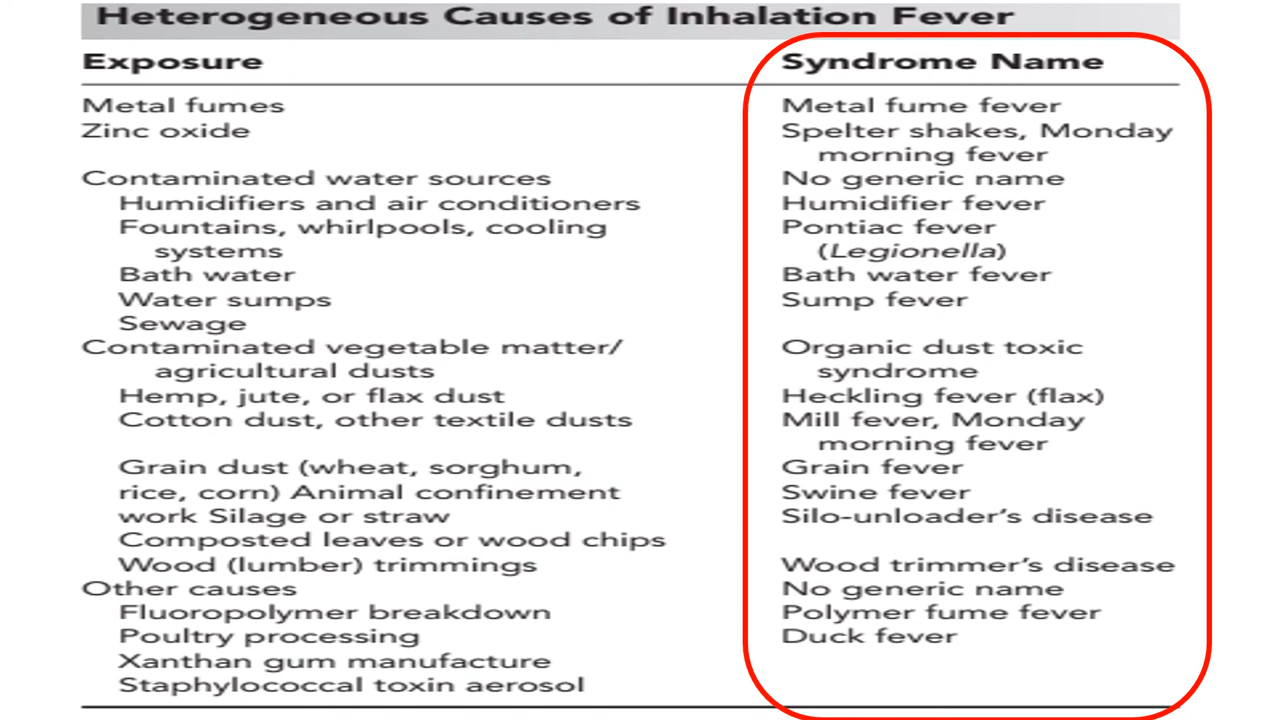 Heterogeneous Causes of Inhalation Fever
Exposure Syndrome Name
Metal fumes Metal fume fever
Zinc oxide Spelter shakes, Monday
morning fever
Contaminated water sources No generic name
Humidifiers and air conditioners Humidifier fever
Fountains, whirlpools, cooling Pontiac fever
systems (Legionella)
Bath water Bath water fever
Water sumps Sump fever
Sewage
Contaminated vegetable matter/ Organic dust toxic
agricultural dusts syndrome
Hemp, jute, or flax dust Heckling fever (flax)
Cotton dust, other textile dusts Mill fever, Monday
morning fever
Grain dust (wheat, sorghum, Grain fever
rice, corn) Animal confinement Swine fever
work Silage or straw Silo-unloader's disease
Composted leaves or wood chips
Wood (lumber) trimmings Wood trimmer's disease
Other causes No generic name
Fluoropolymer breakdown Polymer fume fever
Poultry processing Duck fever
Xanthan gum manufacture
Staphylococcal toxin aerosol